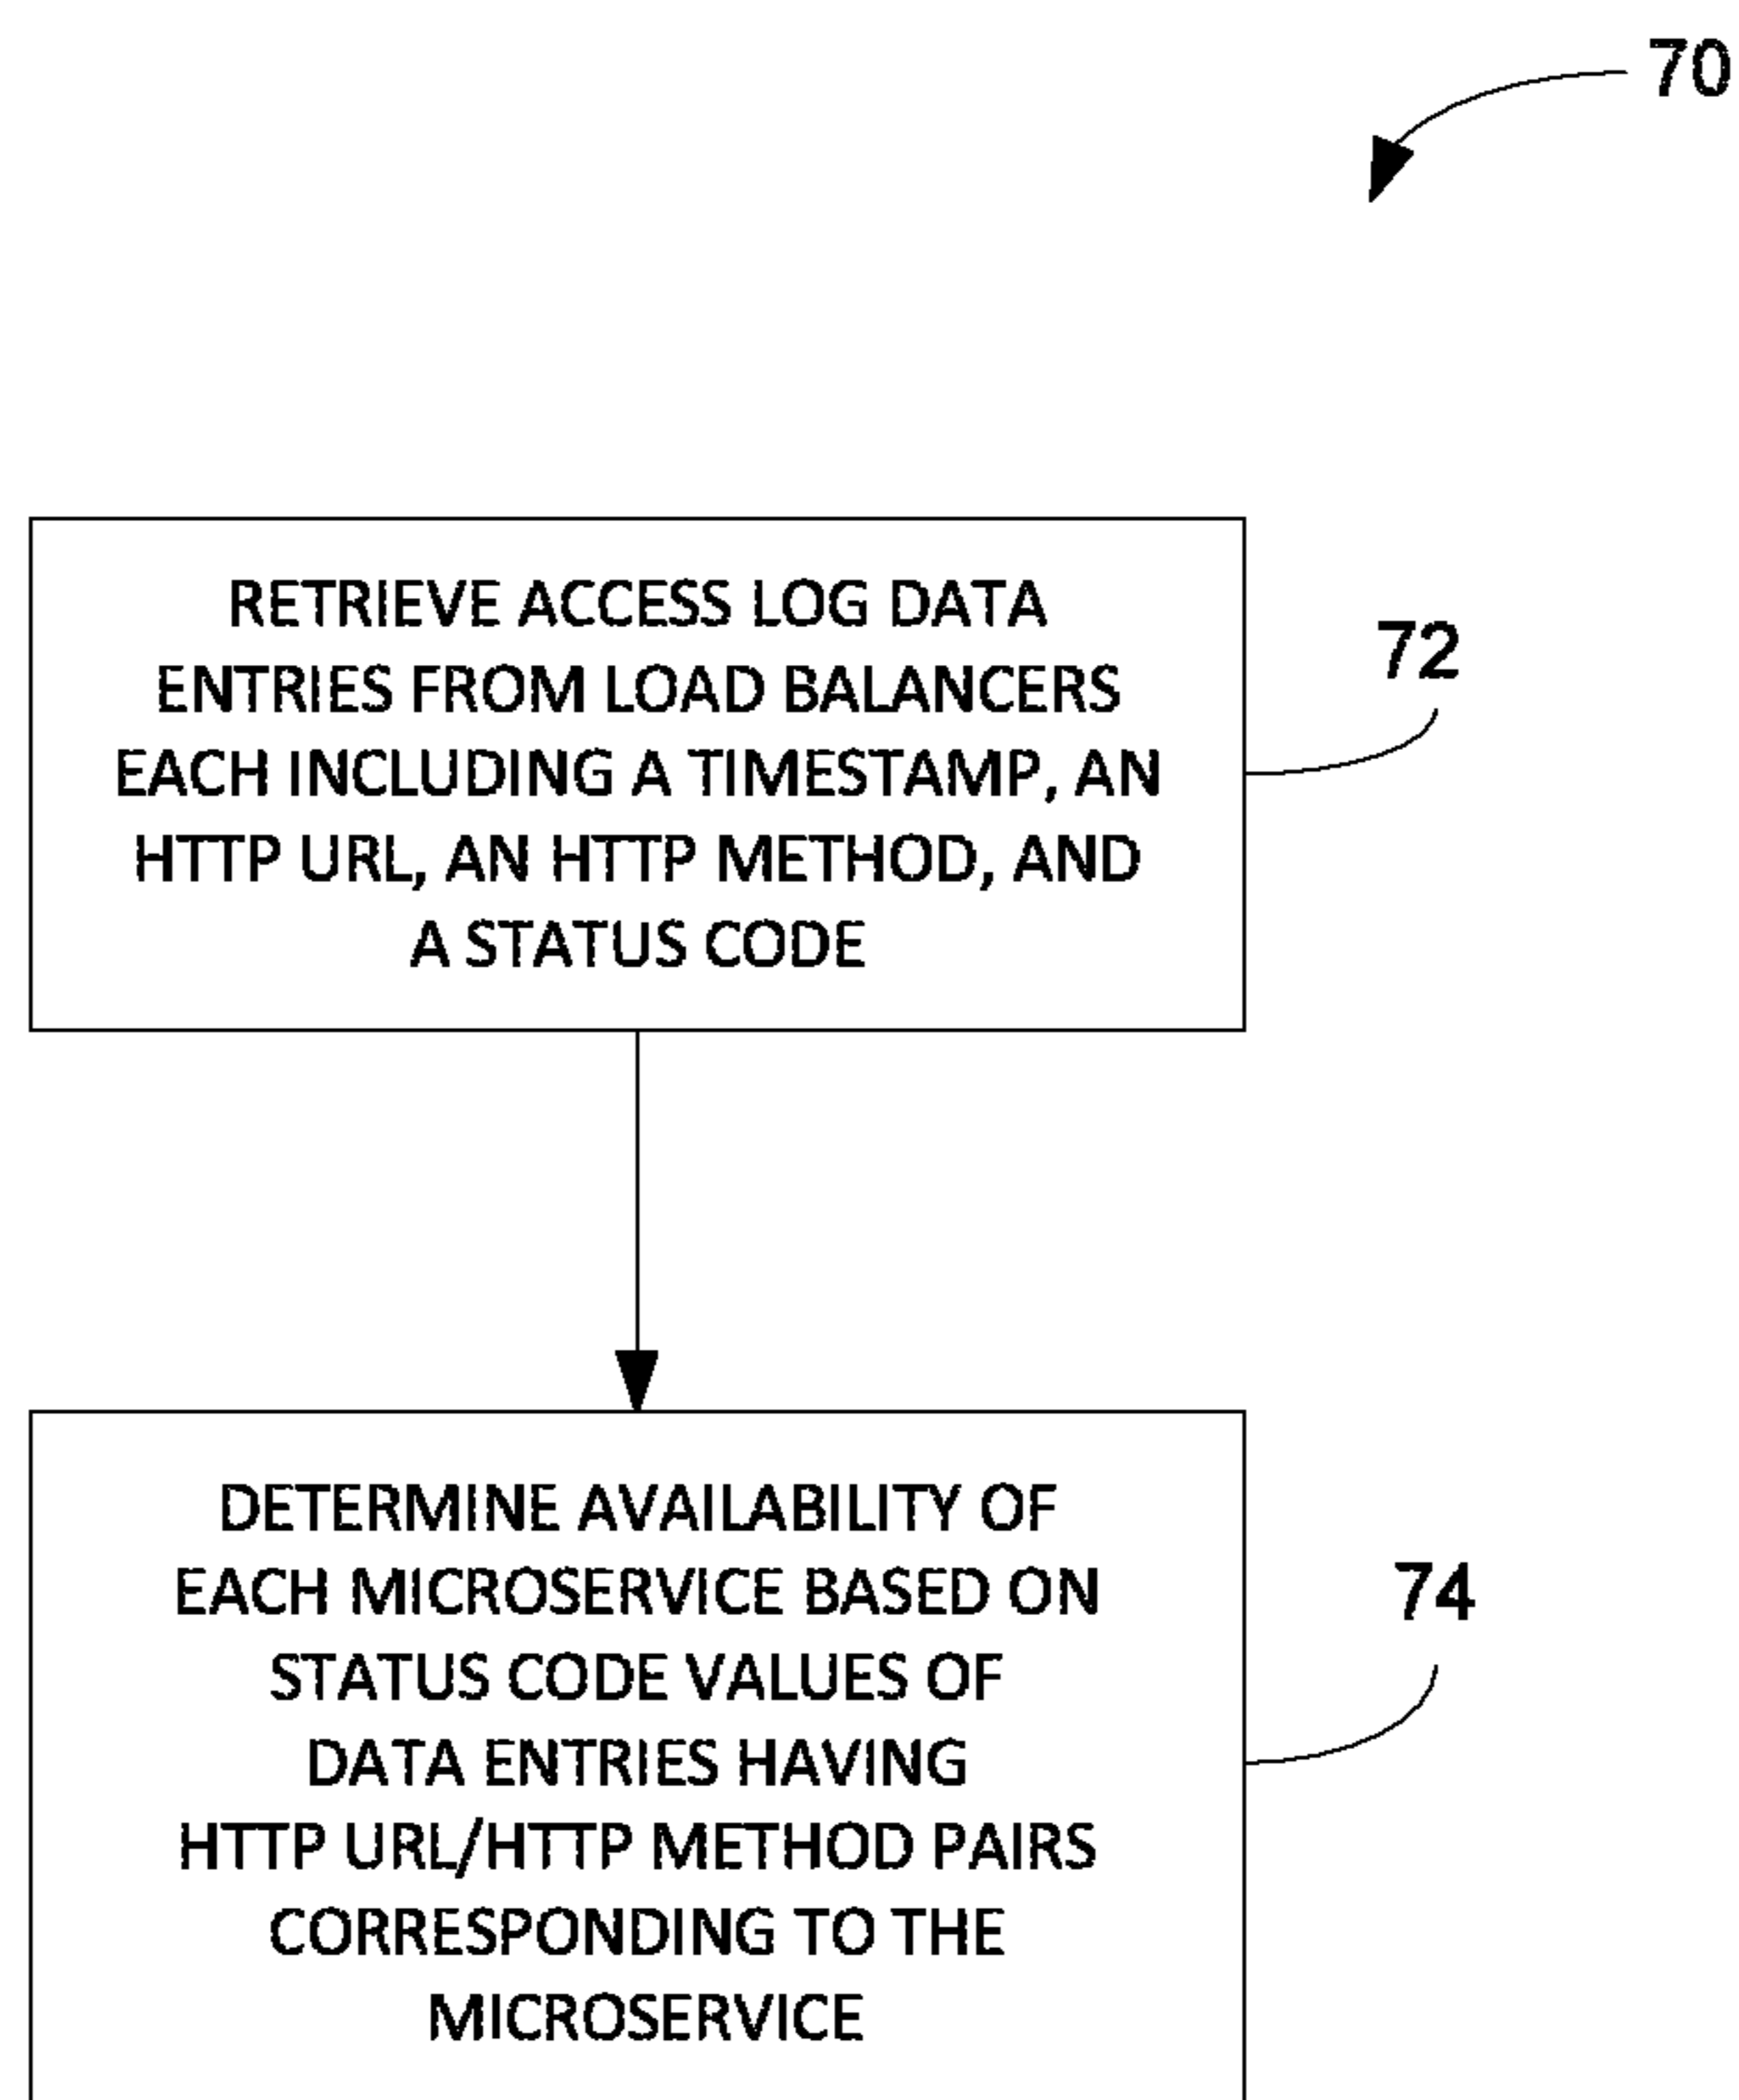 70
RETRIEVE ACCESS LOG DATA
ENTRIES FROM LOAD BALANCERS
EACH INCLUDING A TIMESTAMP, AN
HTTP URL, AN HTTP METHOD, AND
A STATUS CODE
72
DETERMINE AVAILABILITY OF
EACH MICROSERVICE BASED ON
STATUS CODE VALUES OF
DATA ENTRIES HAVING
HTTP URL/HTTP METHOD PAIRS
CORRESPONDING TO THE
MICROSERVICE
74